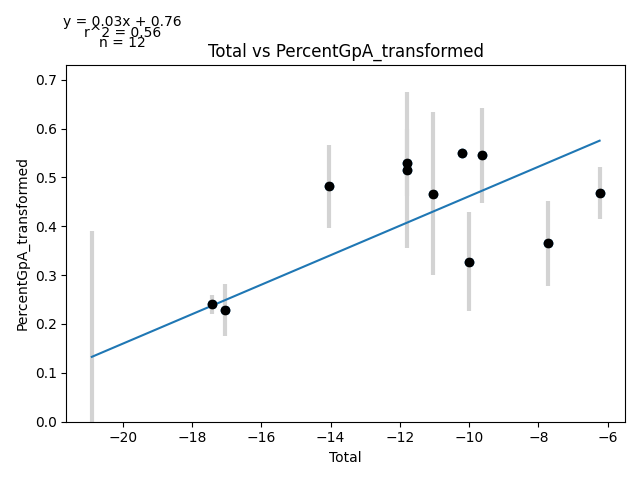 y = 0.03x + 0.76
r^2 = 0.56
n = 12
Total vs PercentGpA_transformed
PercentGpA_transformed
0.7
0.6
0.5
0.4
0.3
0.2
0.1
0.0
−20 −18 −16 −14 −12 −10 −8 −6
Total